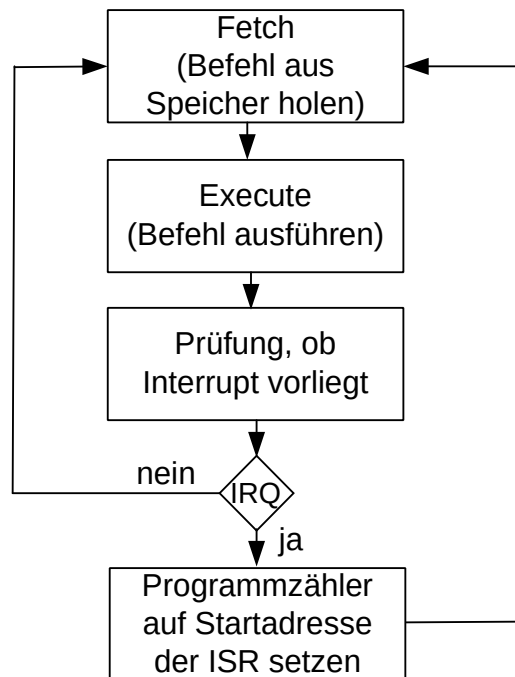 Fetch
(Befehl aus
Speicher holen)
Execute
(Befehl ausführen)
Prüfung, ob
Interrupt vorliegt
nein
IRQ
ja
Programmzähler
auf Startadresse
der ISR setzen